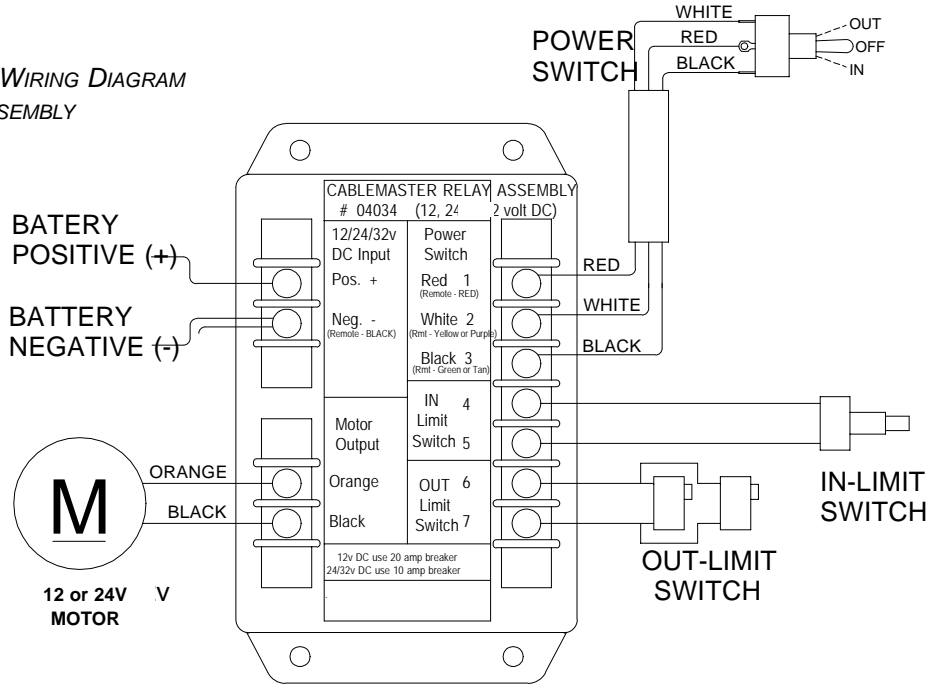 WIRING DIAGRAM
SEMBLY
POWER
SWITCH
WHITE
RED
BLACK
OUT
OFF
IN
BATERY
POSITIVE (+)
BATTERY
NEGATIVE (-)
CABLEMASTER RELAY ASSEMBLY
# 04034 (12, 24 2 volt DC)
12/24/32v
DC Input
Pos. +
Neg. -
(Remote - BLACK)
Power
Switch
Red 1
(Remote - RED)
White 2
(Rmt - Yellow or Purple)
Black 3
(Rmt - Green or Tan)
IN 4
Limit
Switch 5
OUT 6
Limit
Switch 7
Motor
Output
Orange
Black
12v DC use 20 amp breaker
24/32v DC use 10 amp breaker
RED
WHITE
BLACK
ORANGE
BLACK
M
12 or 24V V
MOTOR
IN-LIMIT
SWITCH
OUT-LIMIT
SWITCH